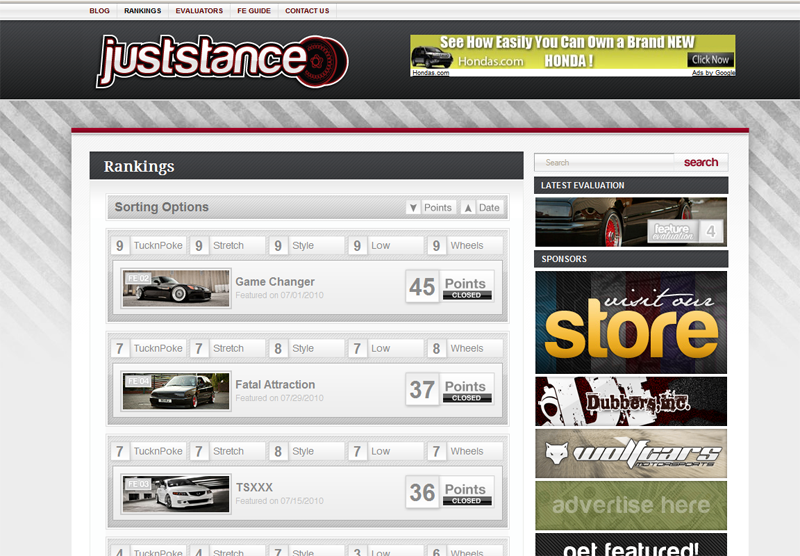 BLOG RANKINGS EVALUATORS FE GUIDE CONTACT US
juststance
See How Easily You Can Own a Brand NEW
Hondas.com HONDA !
Click Now
Hondas.com Ads by Google
Rankings
Search search
Sorting Options ▼ Points ▲ Date
LATEST EVALUATION
feature evaluation 4
9 TucknPoke 9 Stretch 9 Style 9 Low 9 Wheels
FE 02
Game Changer
Featured on 07/01/2010
45 Points
CLOSED
SPONSORS
visit our
store
7 TucknPoke 7 Stretch 8 Style 7 Low 8 Wheels
FE 04
Fatal Attraction
Featured on 07/29/2010
37 Points
CLOSED
Dubbers,inc.
wolfcars
MOTORSPORTS
7 TucknPoke 7 Stretch 8 Style 7 Low 7 Wheels
FE 03
TSXXX
Featured on 07/15/2010
36 Points
CLOSED
advertise here
get featured!
4 TucknPoke 4 Stretch 7 Style 3 Low 6 Wheels